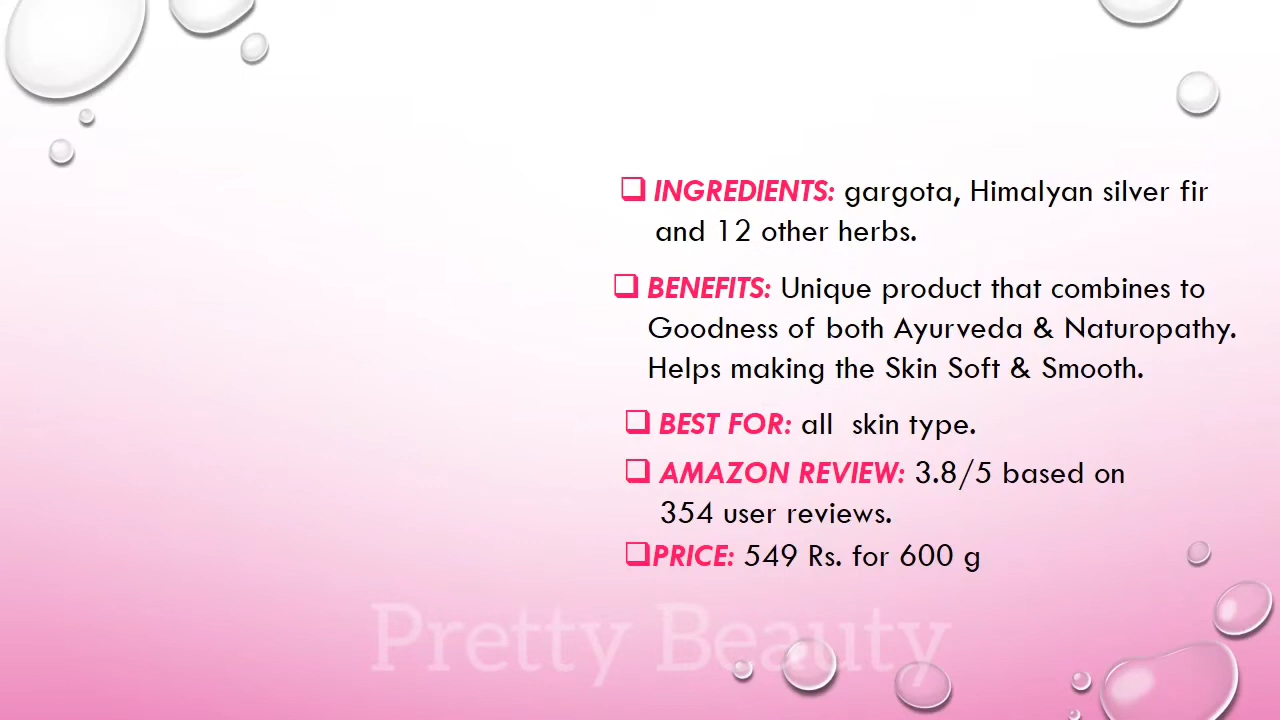 ❑ INGREDIENTS: gargota, Himalyan silver fir
and 12 other herbs.
❑ BENEFITS: Unique product that combines to
Goodness of both Ayurveda & Naturopathy.
Helps making the Skin Soft & Smooth.
❑ BEST FOR: all skin type.
❑ AMAZON REVIEW: 3.8/5 based on
354 user reviews.
❑PRICE: 549 Rs. for 600 g
Pretty Beauty